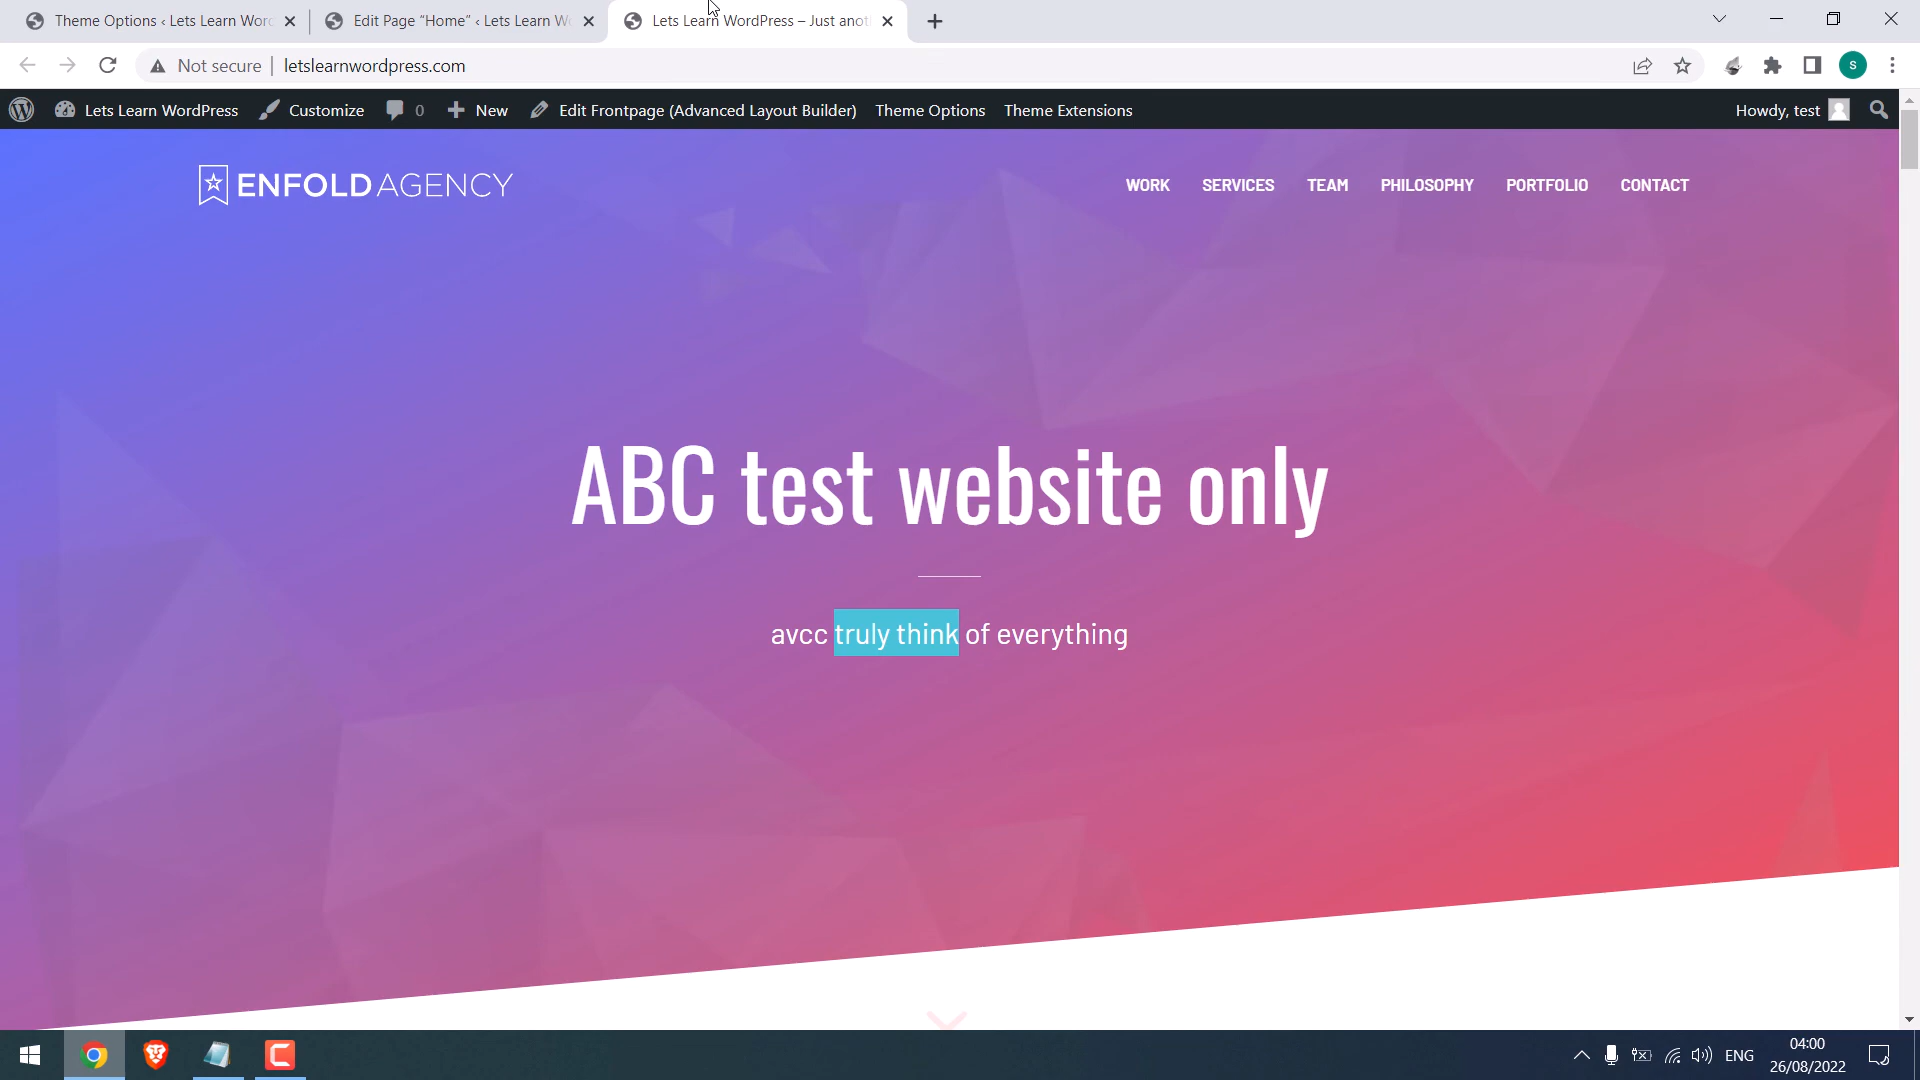 Theme Options ‹ Lets Learn Wor
Edit Page “Home” ‹ Lets Learn W
Lets Learn WordPress – Just anot
Not secure
letslearnwordpress.com
S
Lets Learn WordPress
Customize
0
New
Edit Frontpage (Advanced Layout Builder)
Theme Options
Theme Extensions
Howdy, test
ENFOLD AGENCY
WORK
SERVICES
TEAM
PHILOSOPHY
PORTFOLIO
CONTACT
ABC test website only
avcc truly think of everything
ENG
04:00
26/08/2022